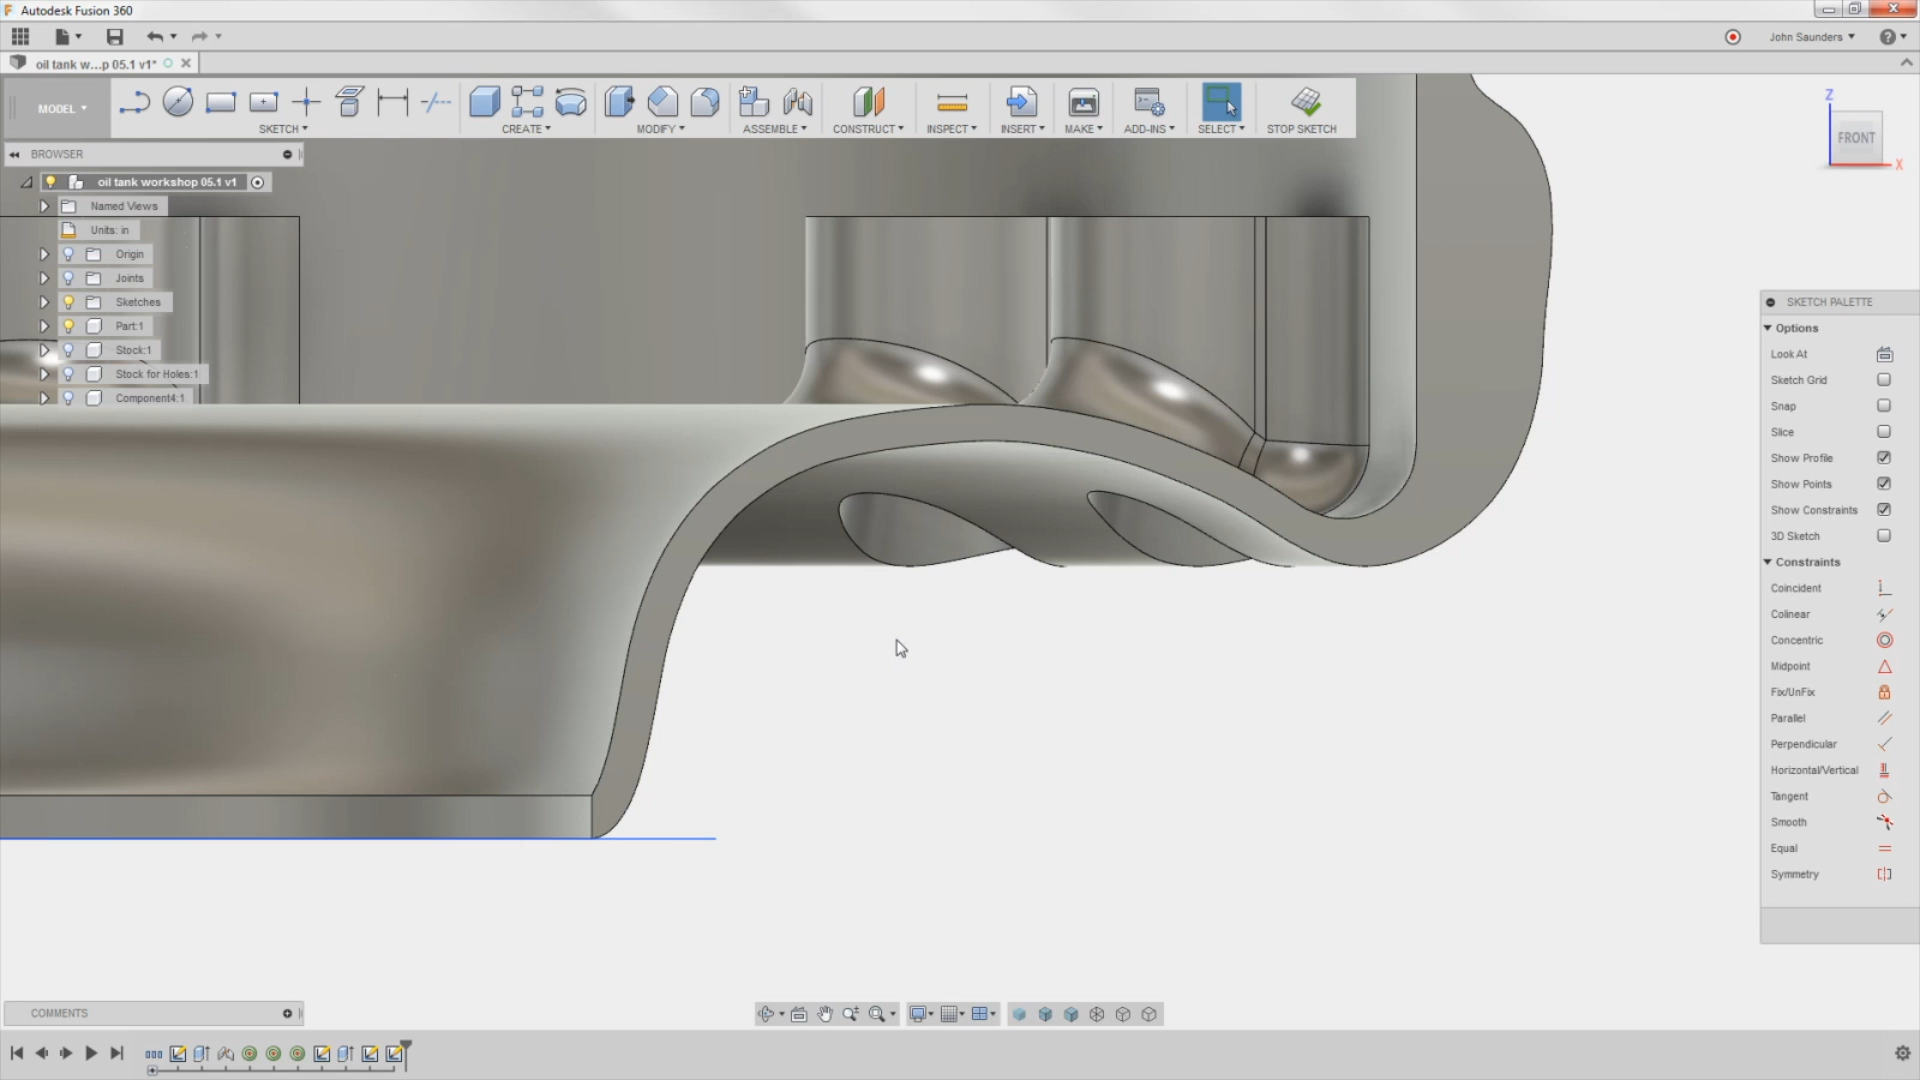 Autodesk Fusion 360
John Saunders
oil tank w...p 05.1 v1*
MODEL
SKETCH
CREATE
MODIFY
ASSEMBLE
CONSTRUCT
INSPECT
INSERT
MAKE
ADD-INS
SELECT
STOP SKETCH
Z
FRONT
X
BROWSER
oil tank workshop 05.1 v1
Named Views
Units: in
Origin
Joints
Sketches
Part:1
Stock:1
Stock for Holes:1
Component4:1
SKETCH PALETTE
Options
Look At
Sketch Grid
Snap
Slice
Show Profile
Show Points
Show Constraints
3D Sketch
Constraints
Coincident
Colinear
Concentric
Midpoint
Fix/UnFix
Parallel
Perpendicular
Horizontal/Vertical
Tangent
Smooth
Equal
Symmetry
COMMENTS